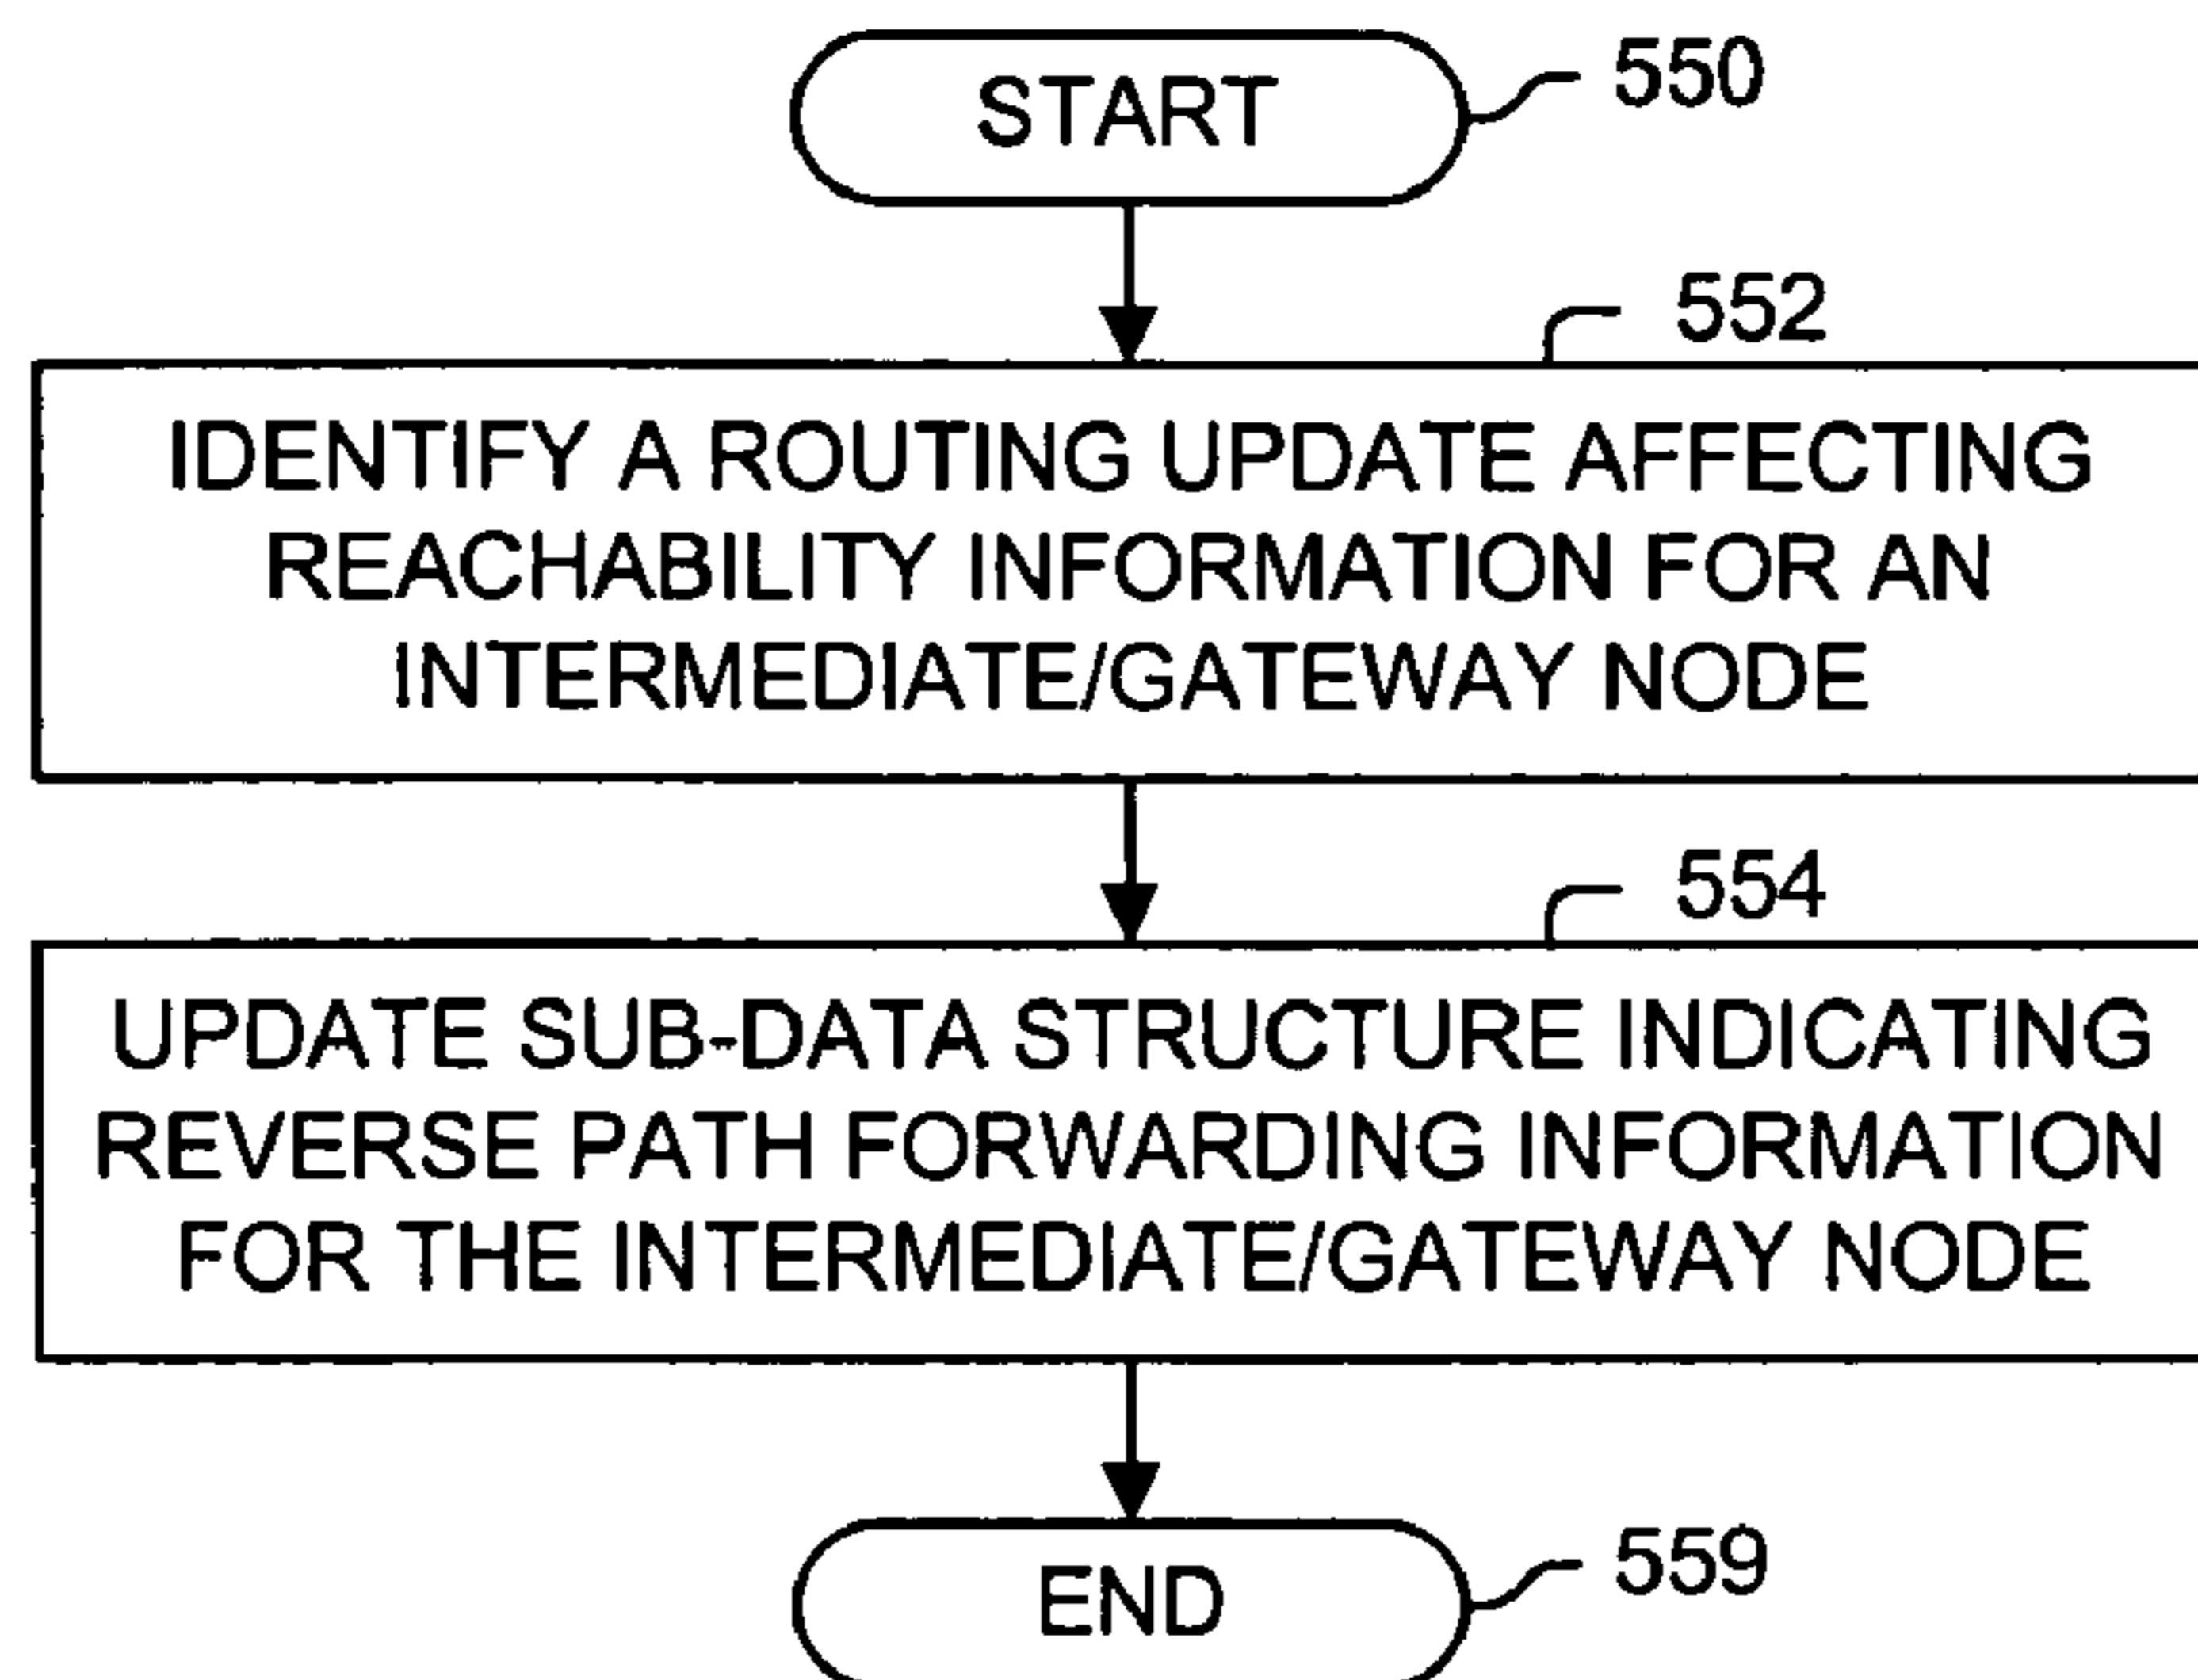 START
550
552
IDENTIFY A ROUTING UPDATE AFFECTING
REACHABILITY INFORMATION FOR AN
INTERMEDIATE/GATEWAY NODE
554
UPDATE SUB-DATA STRUCTURE INDICATING
REVERSE PATH FORWARDING INFORMATION
FOR THE INTERMEDIATE/GATEWAY NODE
END
559